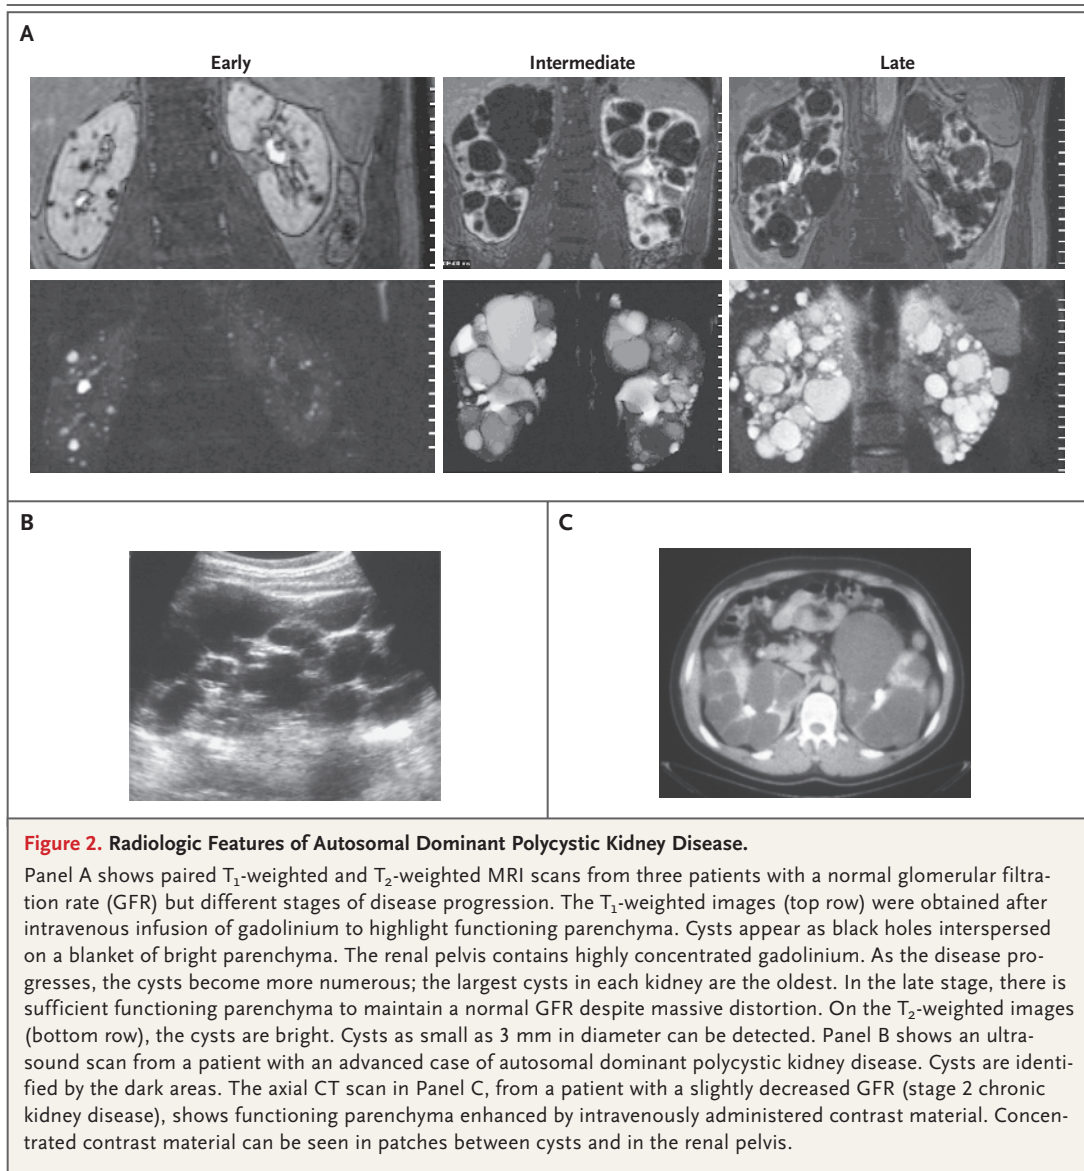 A
Early
Intermediate
Late
B
C
Figure 2. Radiologic Features of Autosomal Dominant Polycystic Kidney Disease.
Panel A shows paired T₁-weighted and T₂-weighted MRI scans from three patients with a normal glomerular filtra-
tion rate (GFR) but different stages of disease progression. The T₁-weighted images (top row) were obtained after
intravenous infusion of gadolinium to highlight functioning parenchyma. Cysts appear as black holes interspersed
on a blanket of bright parenchyma. The renal pelvis contains highly concentrated gadolinium. As the disease pro-
gresses, the cysts become more numerous; the largest cysts in each kidney are the oldest. In the late stage, there is
sufficient functioning parenchyma to maintain a normal GFR despite massive distortion. On the T₂-weighted images
(bottom row), the cysts are bright. Cysts as small as 3 mm in diameter can be detected. Panel B shows an ultra-
sound scan from a patient with an advanced case of autosomal dominant polycystic kidney disease. Cysts are identi-
fied by the dark areas. The axial CT scan in Panel C, from a patient with a slightly decreased GFR (stage 2 chronic
kidney disease), shows functioning parenchyma enhanced by intravenously administered contrast material. Concen-
trated contrast material can be seen in patches between cysts and in the renal pelvis.